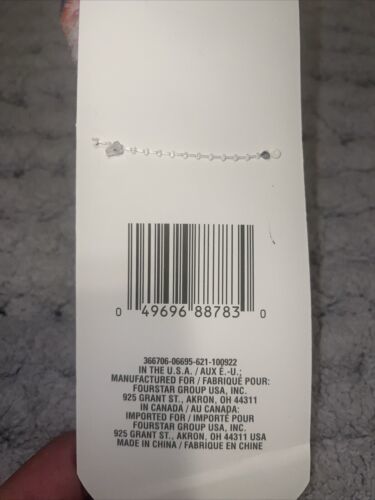 0 49696 88783 0
366706-06695-621-100922
IN THE U.S.A. / AUX É.-U.:
MANUFACTURED FOR / FABRIQUÉ POUR:
FOURSTAR GROUP USA, INC.
925 GRANT ST., AKRON, OH 44311
IN CANADA / AU CANADA:
IMPORTED FOR / IMPORTÉ POUR
FOURSTAR GROUP USA, INC.
925 GRANT ST., AKRON, OH 44311 USA
MADE IN CHINA / FABRIQUÉ EN CHINE